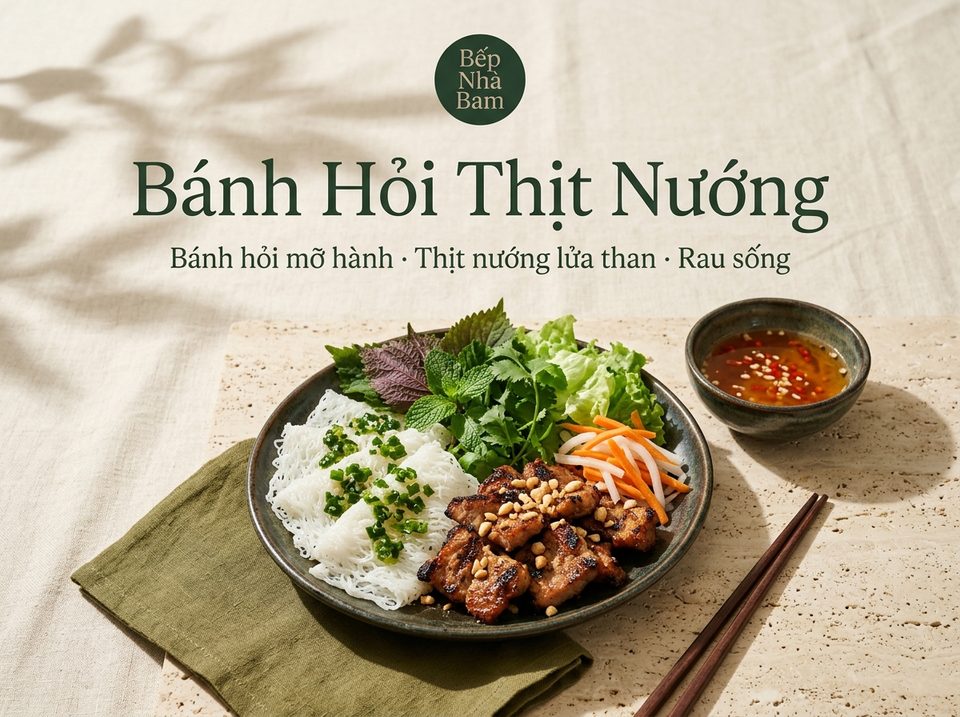 Bếp
Nhà
Bam
Bánh Hỏi Thịt Nướng
Bánh hỏi mỡ hành · Thịt nướng lửa than · Rau sống